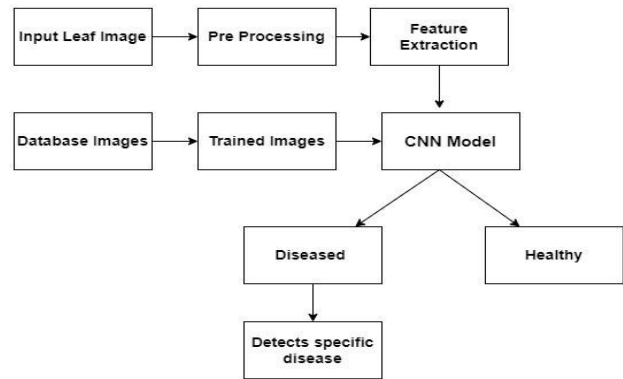 Input Leaf Image
Pre Processing
Feature
Extraction
Database Images
Trained Images
CNN Model
Diseased
Healthy
Detects specific
disease